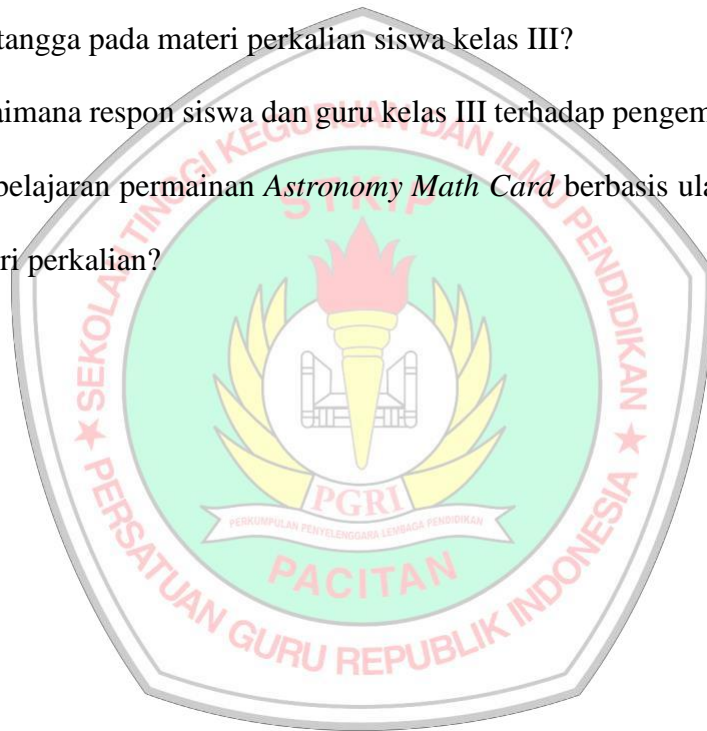 tangga pada materi perkalian siswa kelas III?
aimana respon siswa dan guru kelas III terhadap pengem
belajaran permainan Astronomy Math Card berbasis ula
ri perkalian?
SEKOLAH TINGGI KEGURUAN DAN ILMU PENDIDIKAN
STKIP
PGRI
PERKUMPULAN PENYELENGGARA LEMBAGA PENDIDIKAN
PACITAN
PERSATUAN GURU REPUBLIK INDONESIA